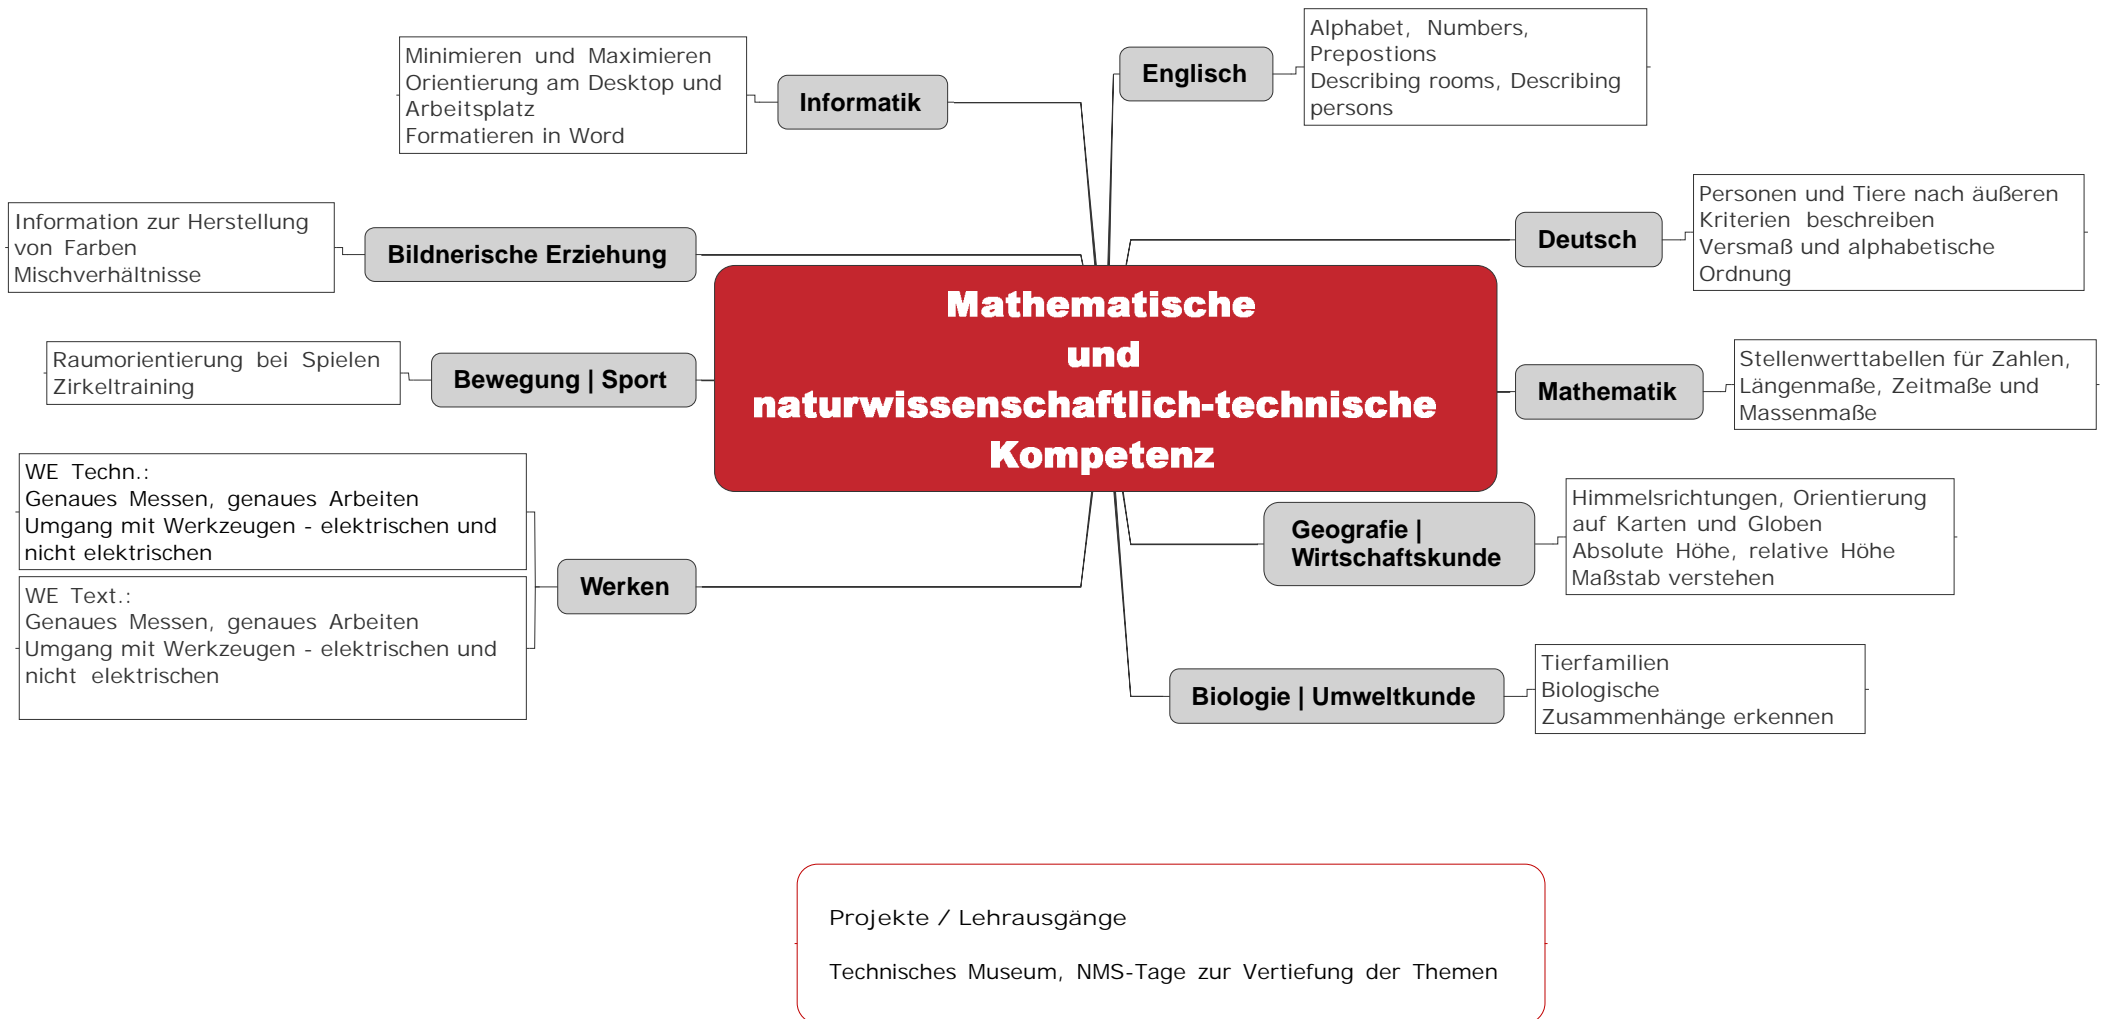 Minimieren und Maximieren
Orientierung am Desktop und
Arbeitsplatz
Formatieren in Word
Informatik
Englisch
Alphabet, Numbers,
Prepostions
Describing rooms, Describing
persons
Information zur Herstellung
von Farben
Mischverhältnisse
Bildnerische Erziehung
Deutsch
Personen und Tiere nach äußeren
Kriterien beschreiben
Versmaß und alphabetische
Ordnung
Mathematische
und
naturwissenschaftlich-technische
Kompetenz
Raumorientierung bei Spielen
Zirkeltraining
Bewegung | Sport
Mathematik
Stellenwerttabellen für Zahlen,
Längenmaße, Zeitmaße und
Massenmaße
WE Techn.:
Genaues Messen, genaues Arbeiten
Umgang mit Werkzeugen - elektrischen und
nicht elektrischen
WE Text.:
Genaues Messen, genaues Arbeiten
Umgang mit Werkzeugen - elektrischen und
nicht elektrischen
Werken
Geografie |
Wirtschaftskunde
Himmelsrichtungen, Orientierung
auf Karten und Globen
Absolute Höhe, relative Höhe
Maßstab verstehen
Biologie | Umweltkunde
Tierfamilien
Biologische
Zusammenhänge erkennen
Projekte / Lehrausgänge
Technisches Museum, NMS-Tage zur Vertiefung der Themen